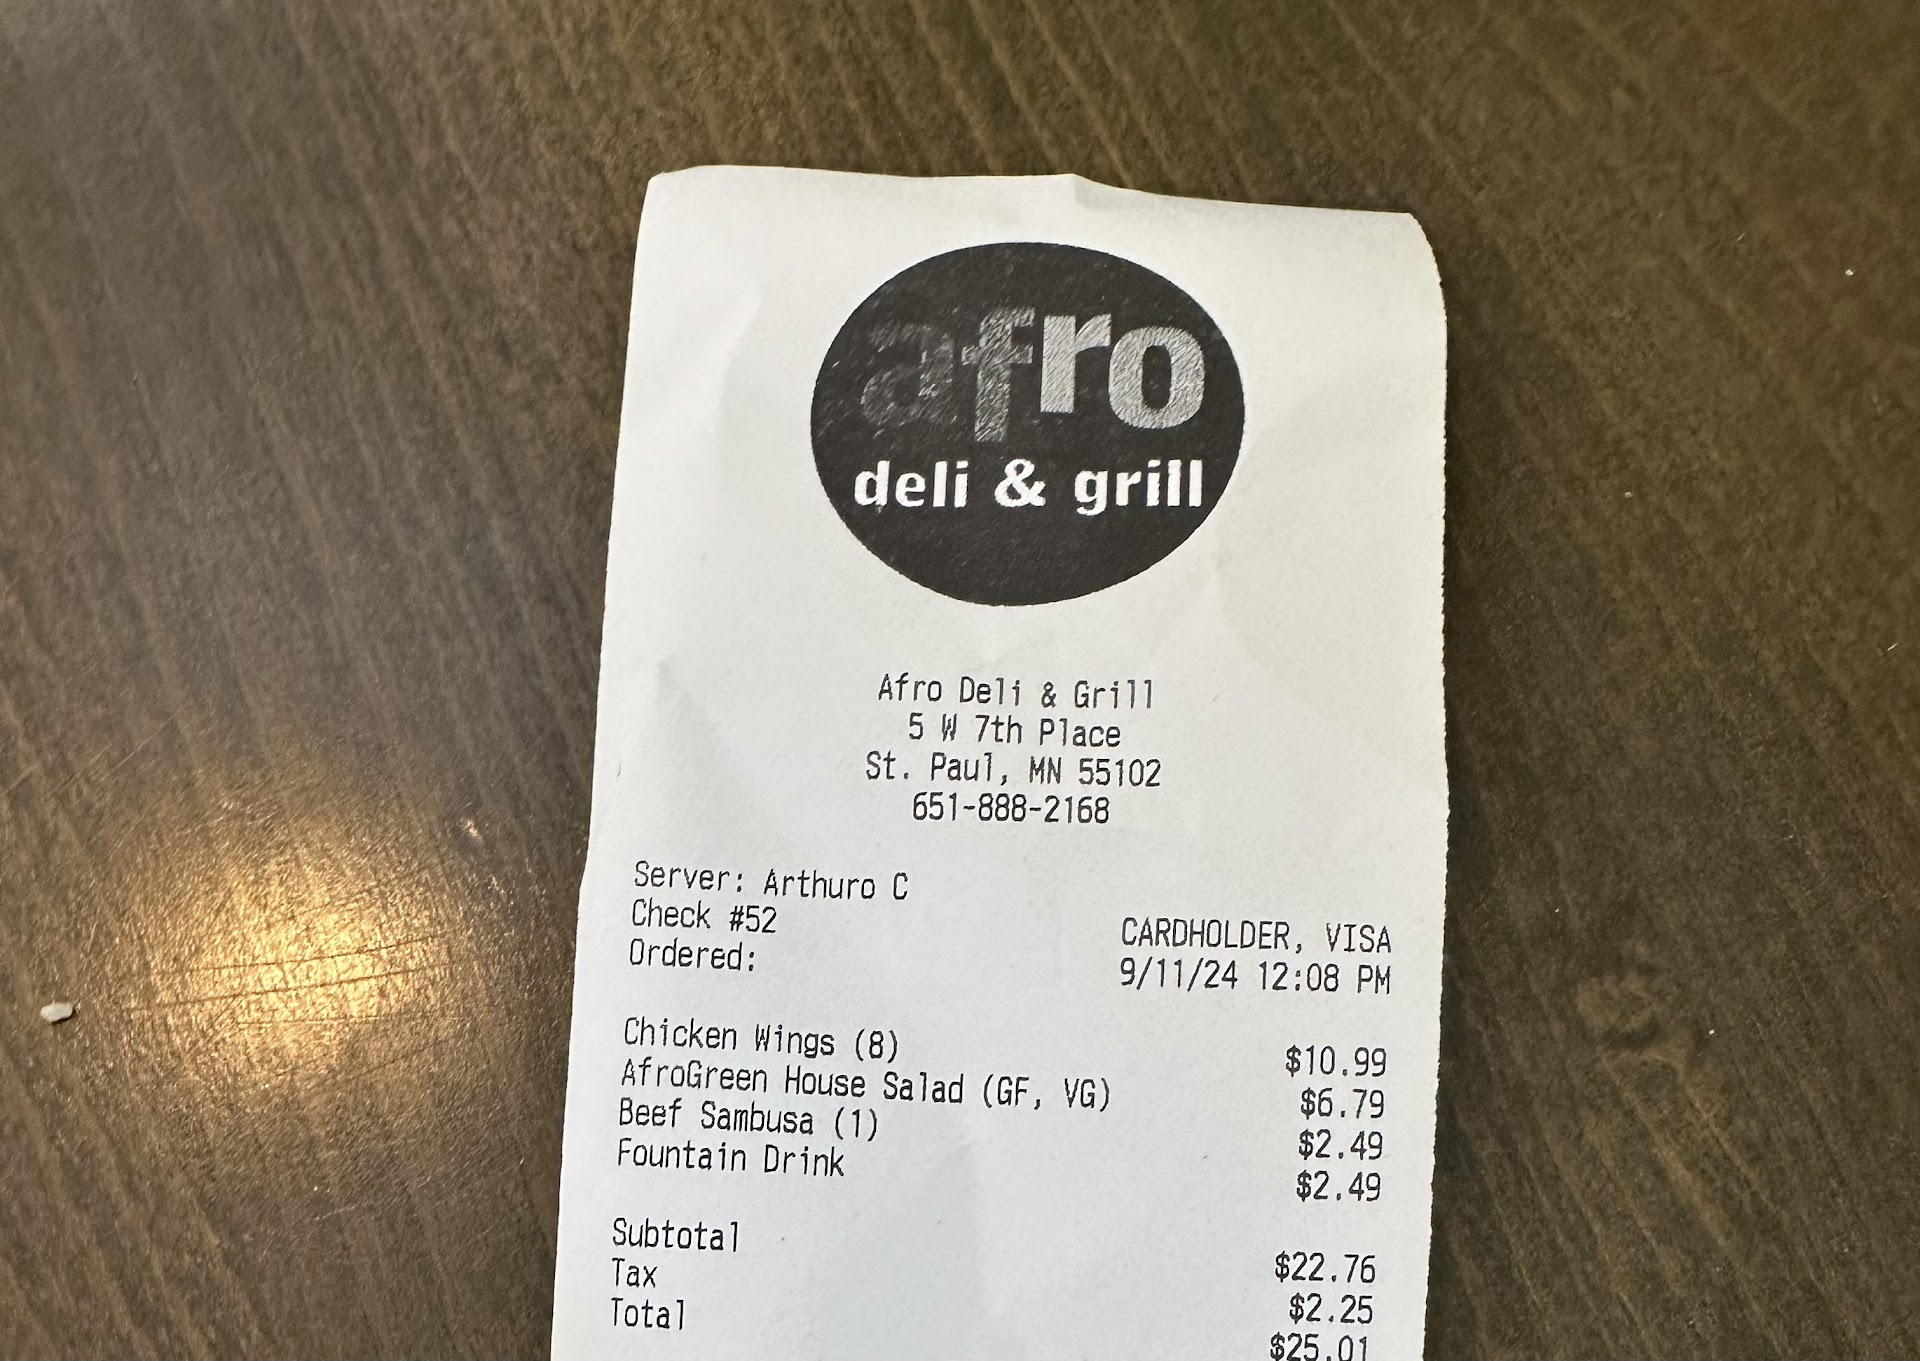 afro
deli & grill
Afro Deli & Grill
5 W 7th Place
St. Paul, MN 55102
651-888-2168
Server: Arthuro C
Check #52 CARDHOLDER, VISA
Ordered: 9/11/24 12:08 PM
Chicken Wings (8) $10.99
AfroGreen House Salad (GF, VG) $6.79
Beef Sambusa (1) $2.49
Fountain Drink $2.49
Subtotal $22.76
Tax $2.25
Total $25.01